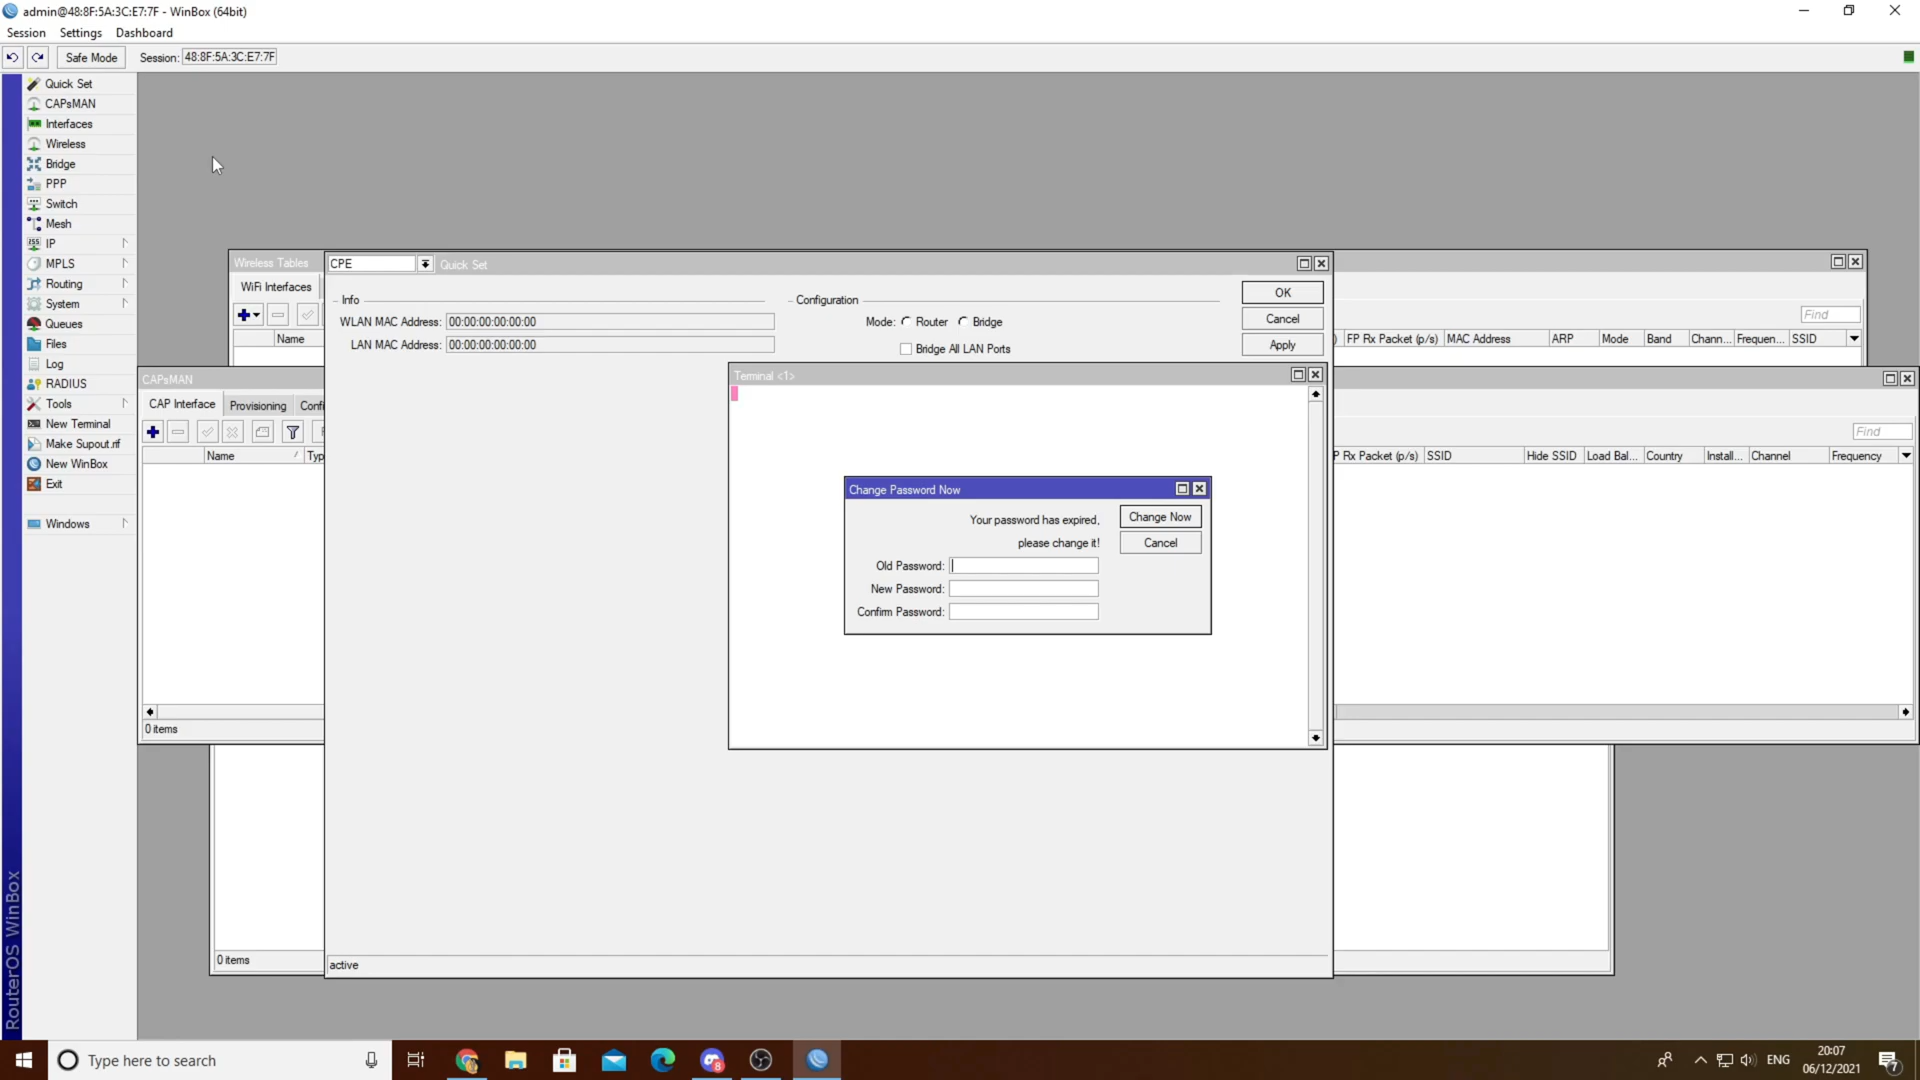 admin@48:8F:5A:3C:E7:7F - WinBox (64bit)
Session Settings Dashboard
Safe Mode Session: 48:8F:5A:3C:E7:7F
Quick Set
CAPsMAN
Interfaces
Wireless
Bridge
PPP
Switch
Mesh
IP
MPLS
Routing
System
Queues
Files
Log
RADIUS
Tools
New Terminal
Make Supout.rif
New WinBox
Exit
Windows
RouterOS WinBox
Wireless Tables
WiFi Interfaces
Find
Name
FP Rx Packet (p/s) MAC Address ARP Mode Band Chann... Frequen... SSID
CPE Quick Set
Info
WLAN MAC Address: 00:00:00:00:00:00
LAN MAC Address: 00:00:00:00:00:00
Configuration
Mode: Router Bridge
Bridge All LAN Ports
OK
Cancel
Apply
active
CAPsMAN
CAP Interface Provisioning
Find
Name
P Rx Packet (p/s) SSID Hide SSID Load Bal... Country Install... Channel Frequency
0 items
0 items
Terminal <1>
Change Password Now
Your password has expired,
please change it!
Old Password:
New Password:
Confirm Password:
Change Now
Cancel
Type here to search
ENG
20:07
06/12/2021